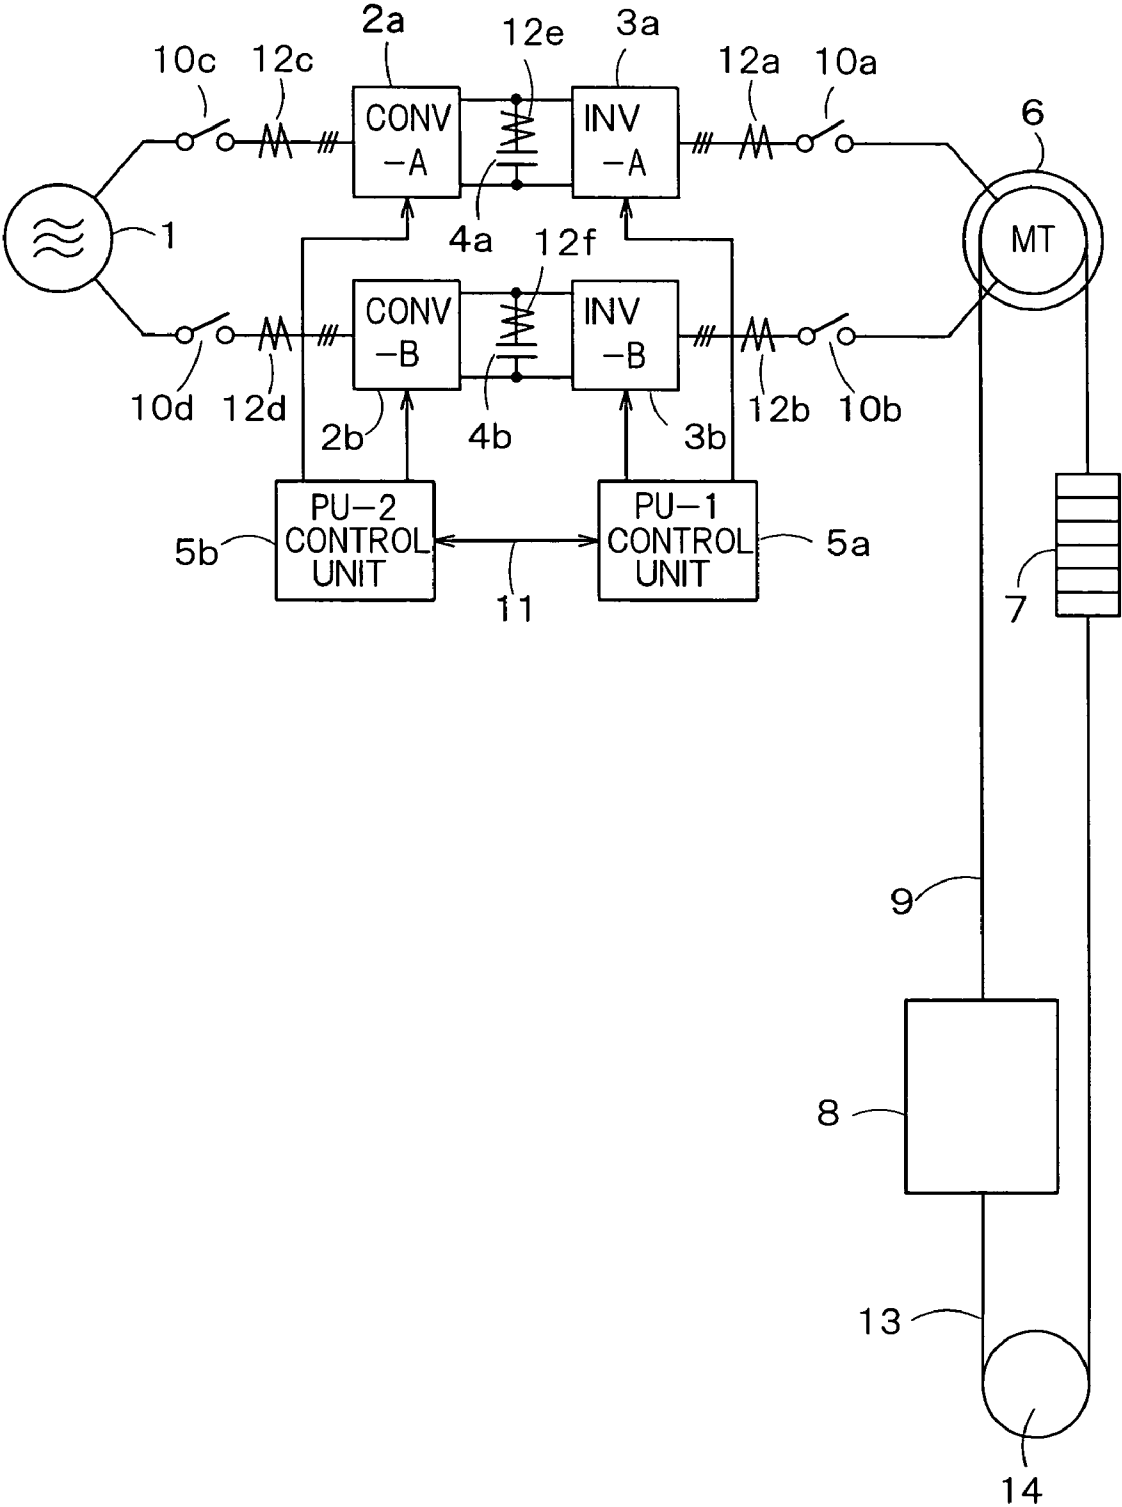 2a
12e
3a
10c
12c
12a
10a
6
CONV
-A
INV
-A
1
4a
MT
12f
CONV
-B
INV
-B
10d
12d
2b
4b
3b
12b
10b
PU-2
CONTROL
UNIT
PU-1
CONTROL
UNIT
5b
5a
11
7
9
8
13
14